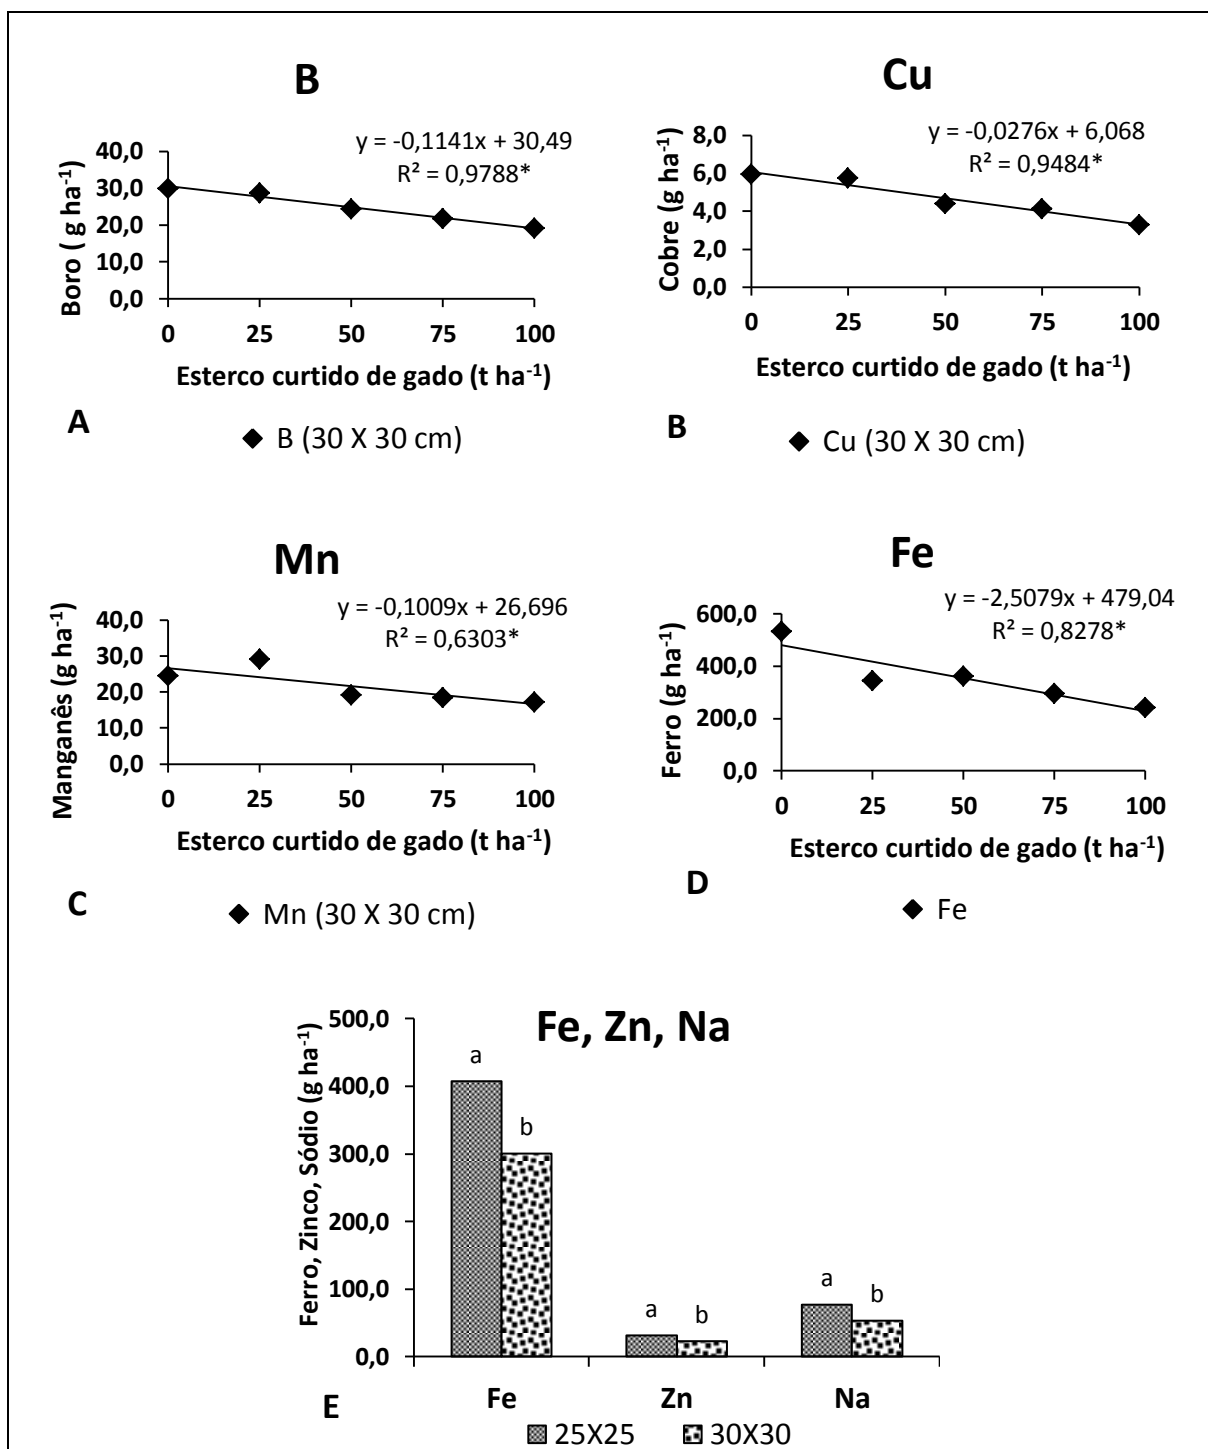 B
y = -0,1141x + 30,49
R² = 0,9788*
Boro ( g ha⁻¹)
40,0
30,0
20,0
10,0
0,0
0 25 50 75 100
Esterco curtido de gado (t ha⁻¹)
A
B (30 X 30 cm)
Cu
y = -0,0276x + 6,068
R² = 0,9484*
Cobre (g ha⁻¹)
8,0
6,0
4,0
2,0
0,0
0 25 50 75 100
Esterco curtido de gado (t ha⁻¹)
B
Cu (30 X 30 cm)
Mn
y = -0,1009x + 26,696
R² = 0,6303*
Manganês (g ha⁻¹)
40,0
30,0
20,0
10,0
0,0
0 25 50 75 100
Esterco curtido de gado (t ha⁻¹)
C
Mn (30 X 30 cm)
Fe
y = -2,5079x + 479,04
R² = 0,8278*
Ferro (g ha⁻¹)
600,0
400,0
200,0
0,0
0 25 50 75 100
Esterco curtido de gado (t ha⁻¹)
D
Fe
Fe, Zn, Na
Ferro, Zinco, Sódio (g ha⁻¹)
500,0
400,0
300,0
200,0
100,0
0,0
a
b
a
b
a
b
Fe Zn Na
E
25X25 30X30